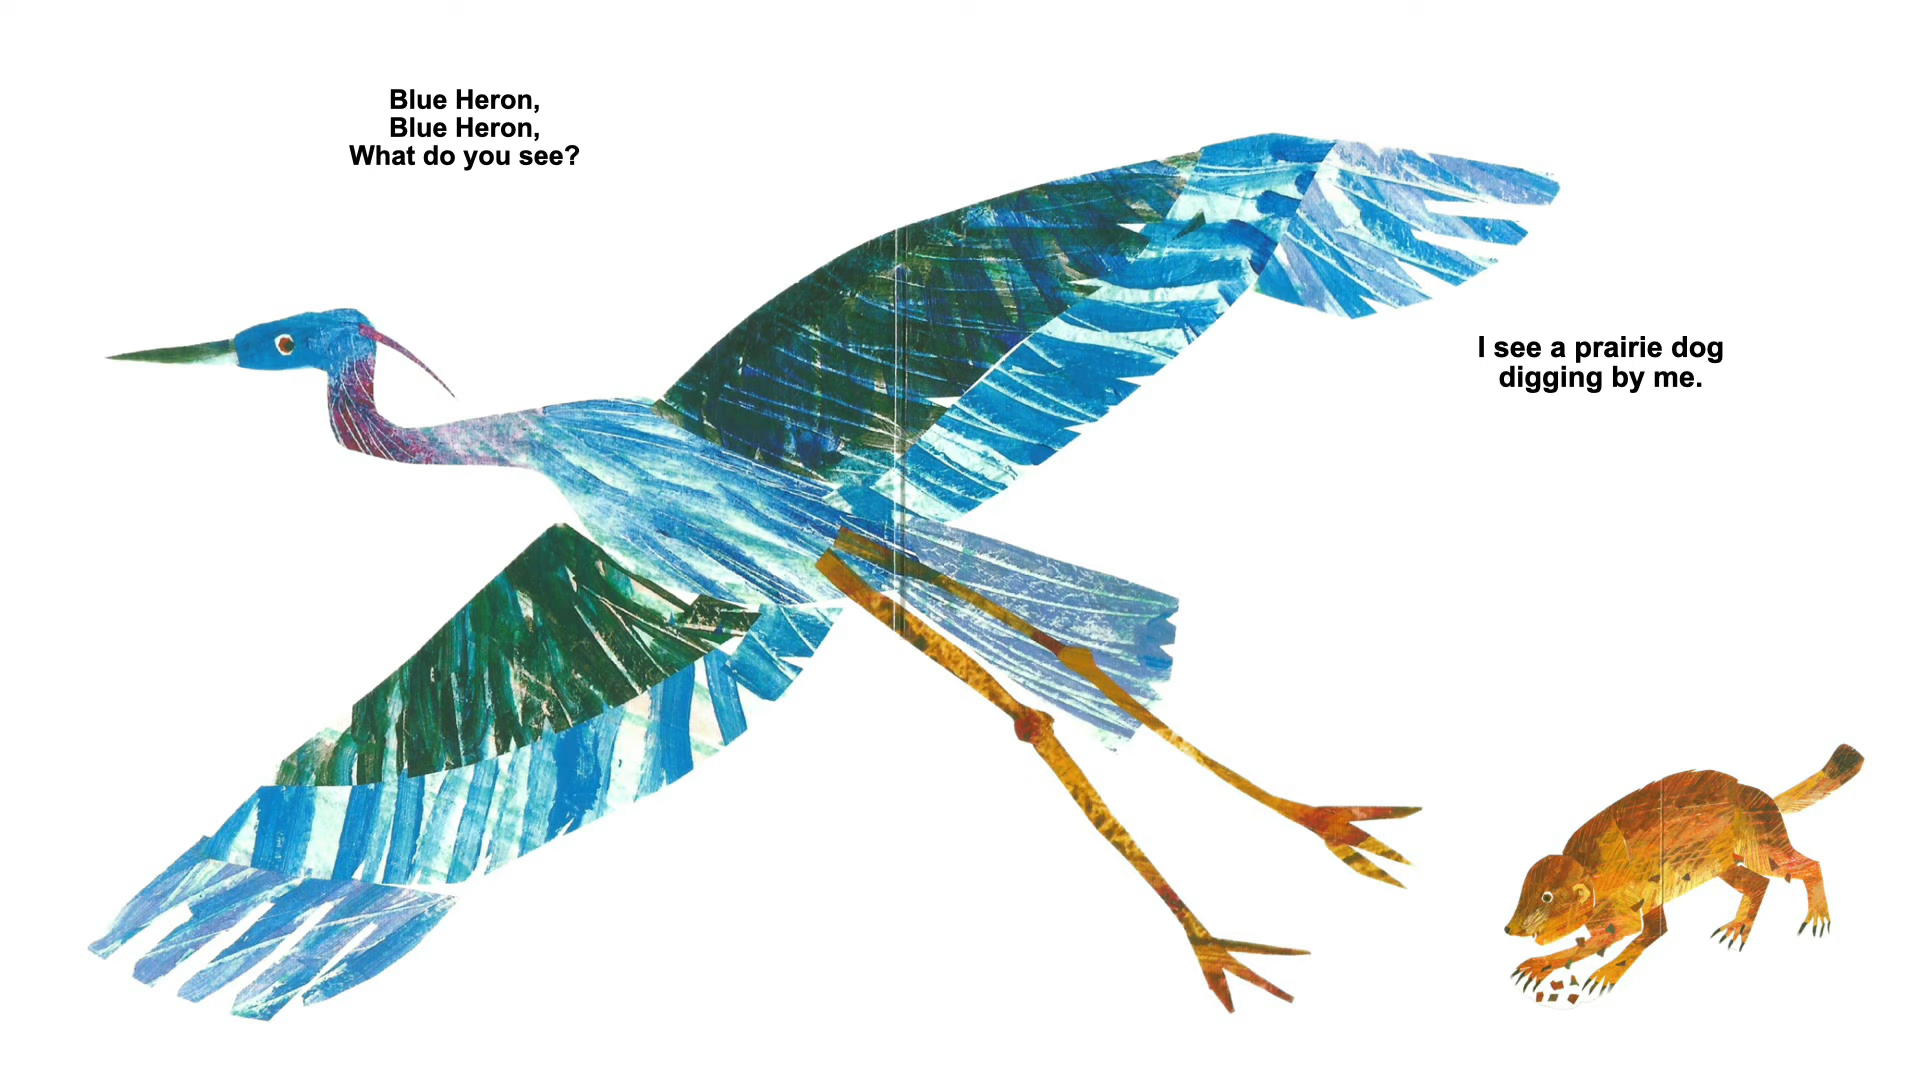 Blue Heron,
Blue Heron,
What do you see?
I see a prairie dog
digging by me.